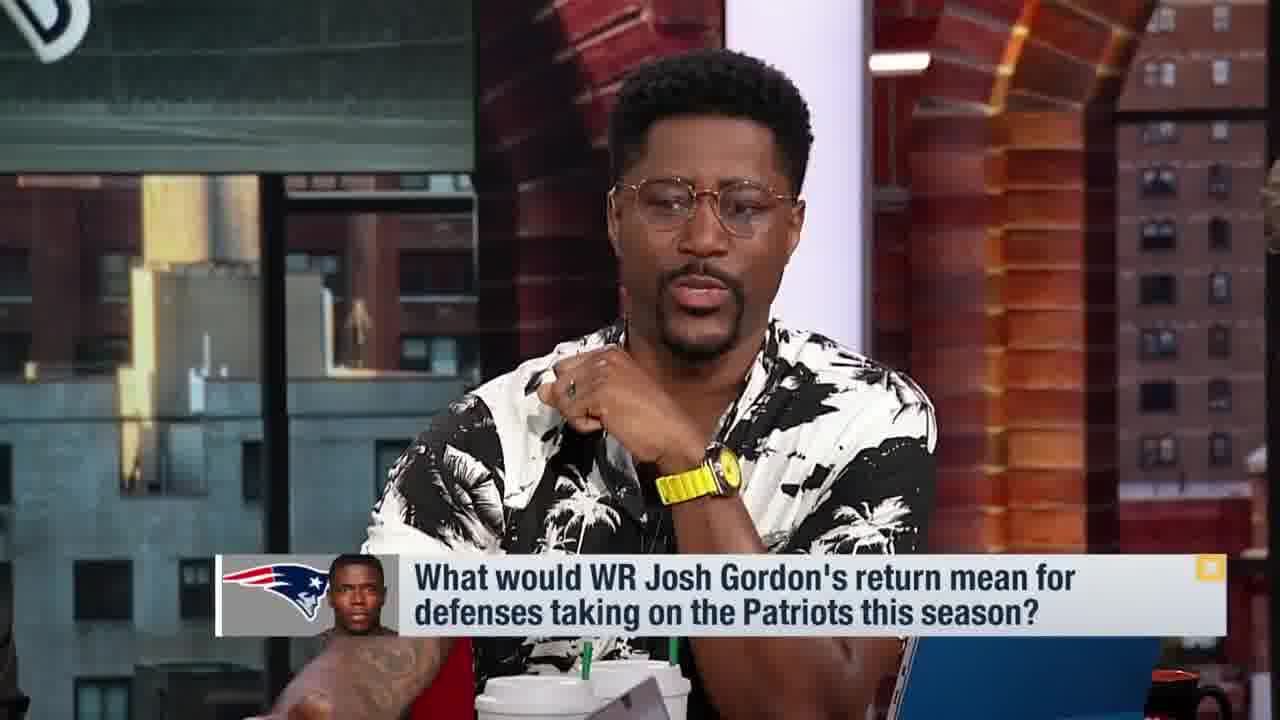 What would WR Josh Gordon's return mean for
defenses taking on the Patriots this season?